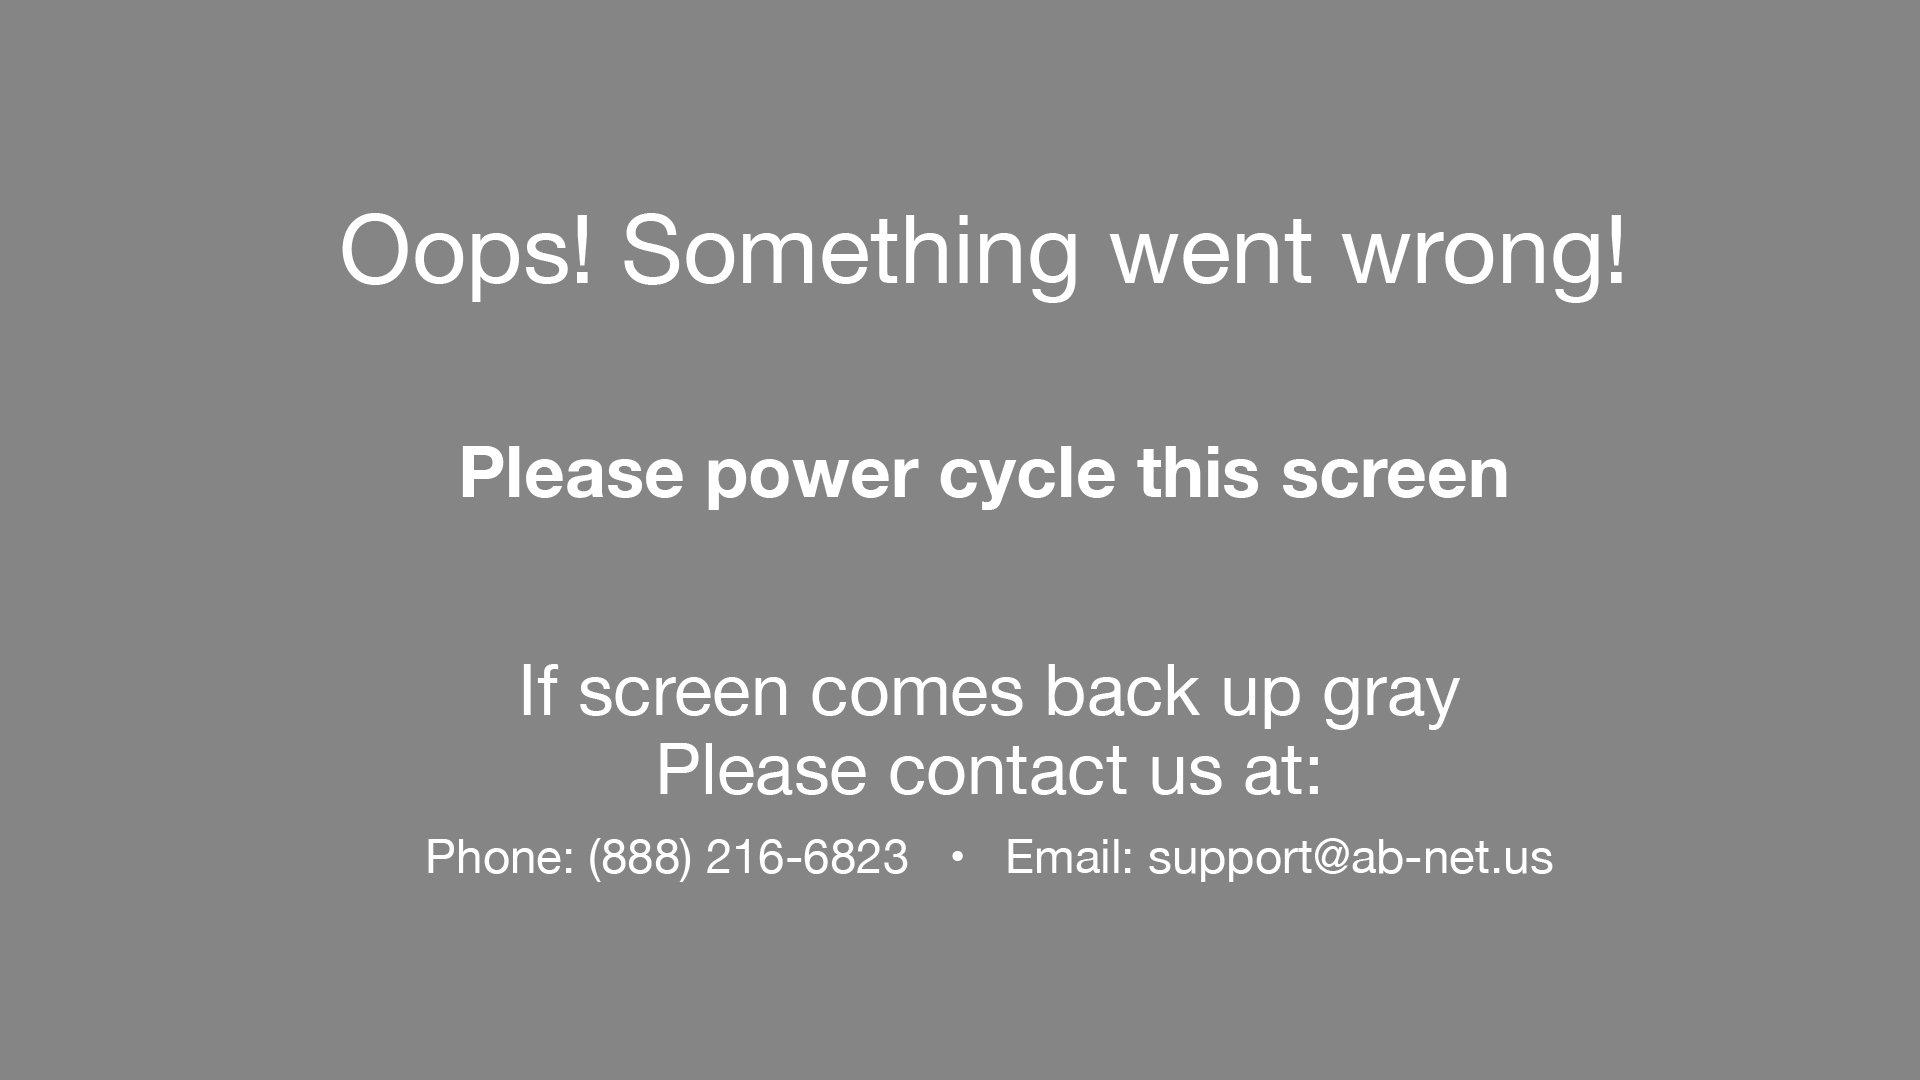 Oops! Something went wrong!
Please power cycle this screen
If screen comes back up gray
Please contact us at:
Phone: (888) 216-6823 • Email: support@ab-net.us